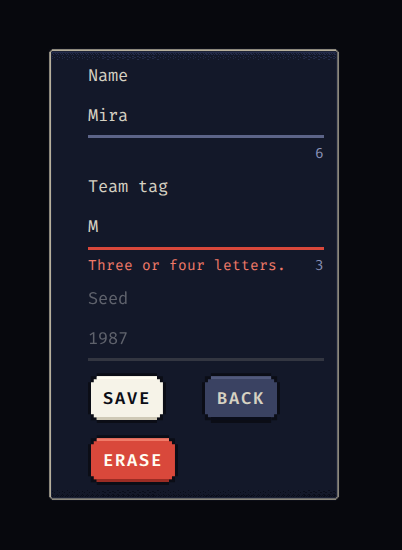 Name
Mira
6
Team tag
M
Three or four letters. 3
Seed
1987
SAVE BACK
ERASE